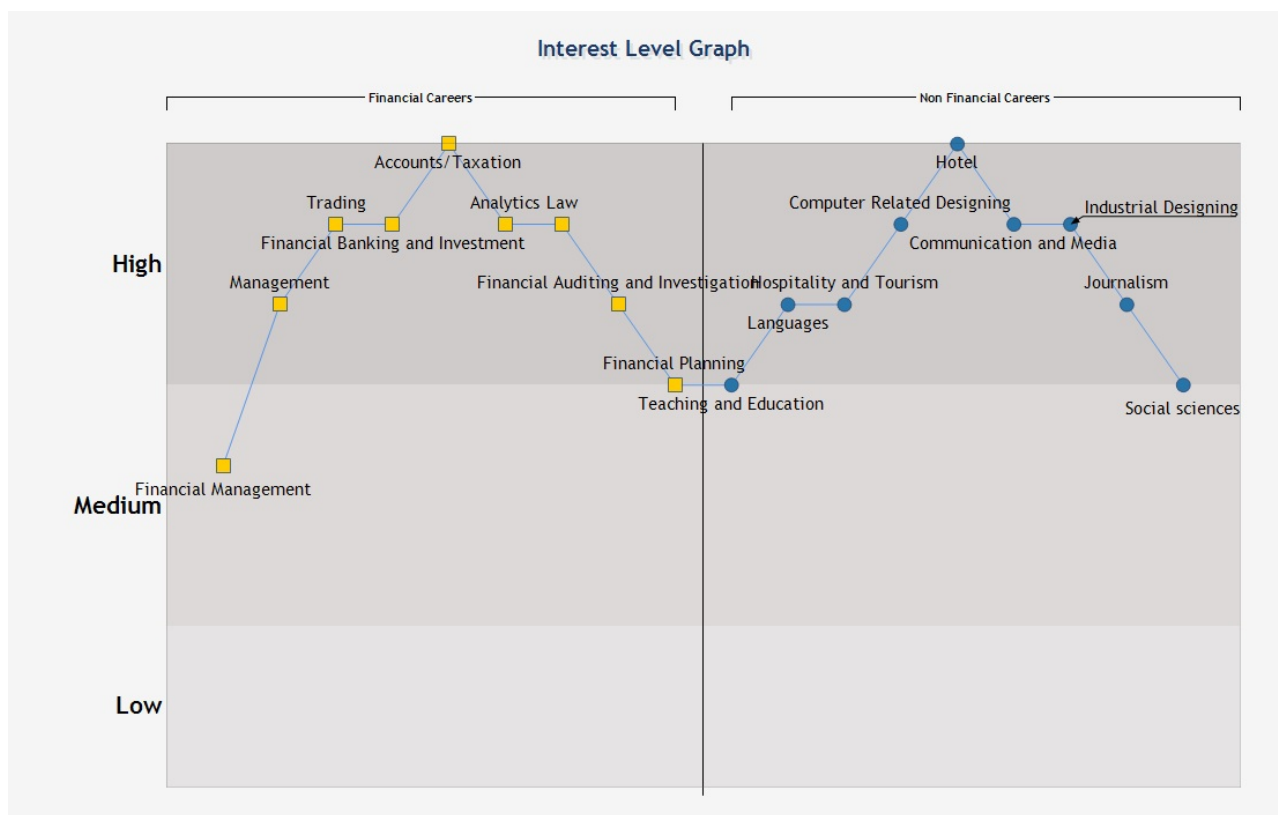 Interest Level Graph
Financial Careers
Non Financial Careers
Accounts/Taxation
Hotel
Trading
Analytics Law
Computer Related Designing
Industrial Designing
Financial Banking and Investment
Communication and Media
High
Management
Financial Auditing and Investigation
Hospitality and Tourism
Journalism
Languages
Financial Planning
Teaching and Education
Social sciences
Financial Management
Medium
Low